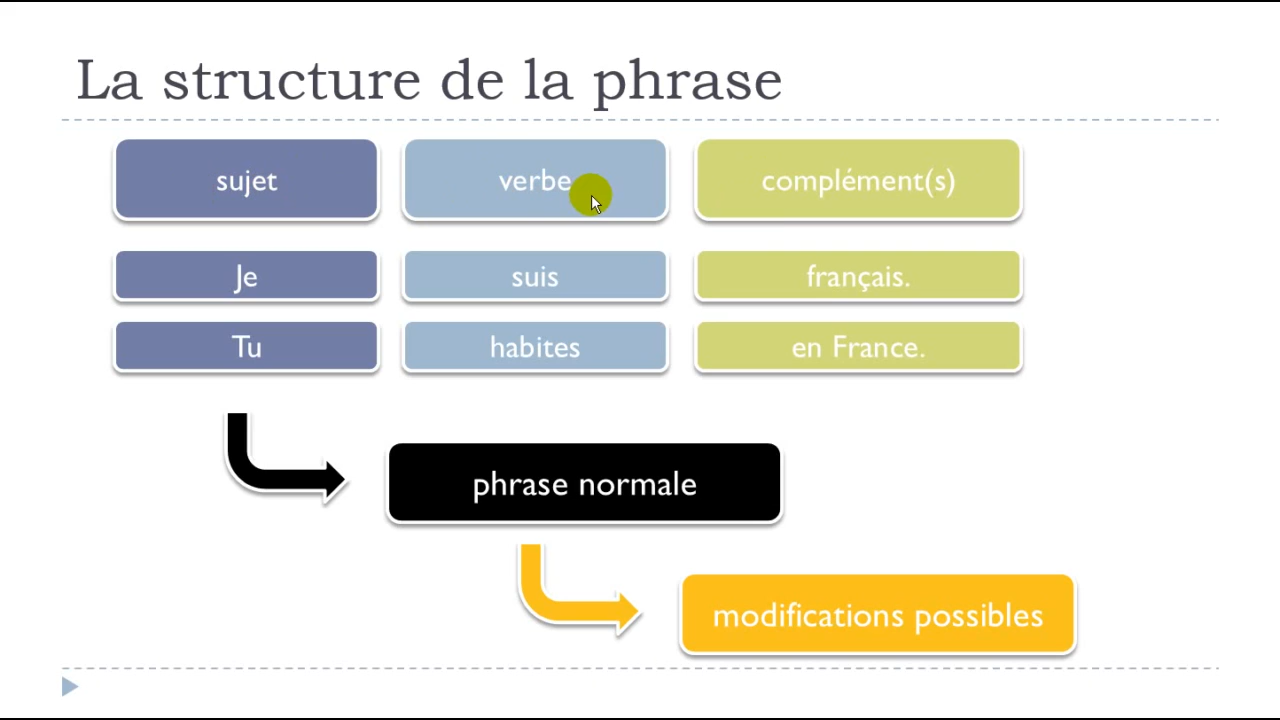 La structure de la phrase
sujet verbe complément(s)
Je suis français.
Tu habites en France.
phrase normale
modifications possibles